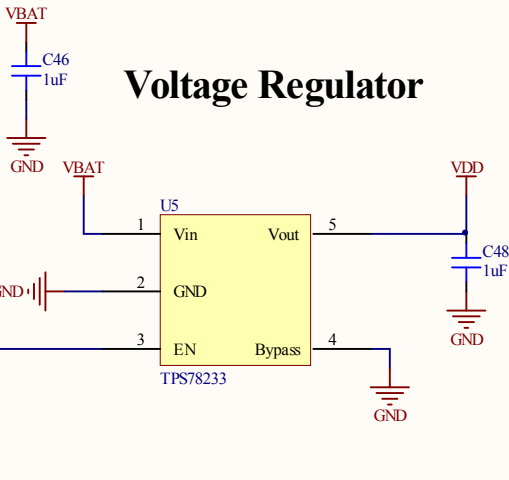 VBAT
C46
1uF
GND
Voltage Regulator
VBAT
VDD
U5
1
Vin
Vout
5
C48
1uF
GND
2
GND
GND
3
EN
Bypass
4
TPS78233
GND